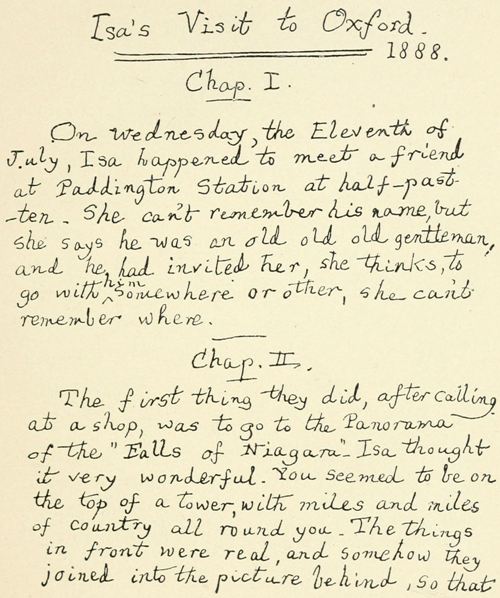 Isa's Visit to Oxford.
1888.
Chap. I.
On Wednesday, the Eleventh of
July, Isa happened to meet a friend
at Paddington Station at half-past-
-ten. She can't remember his name, but
she says he was an old old old gentleman,
and he had invited her, she thinks, to
go with him somewhere or other, she can't
remember where.
Chap. II.
The first thing they did, after calling
at a shop, was to go to the Panorama
of the "Falls of Niagara". Isa thought
it very wonderful. You seemed to be on
the top of a tower, with miles and miles
of country all round you. The things
in front were real, and somehow they
joined into the picture behind, so that